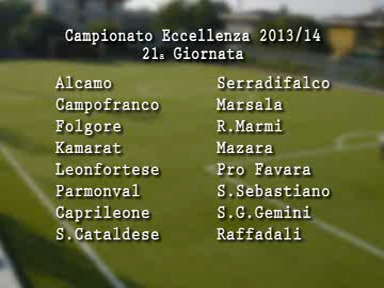 Campionato Eccellenza 2013/14
21a Giornata
Alcamo Serradifalco
Campofranco Marsala
Folgore R.Marmi
Kamarat Mazara
Leonfortese Pro Favara
Parmonval S.Sebastiano
Caprileone S.G.Gemini
S.Cataldese Raffadali